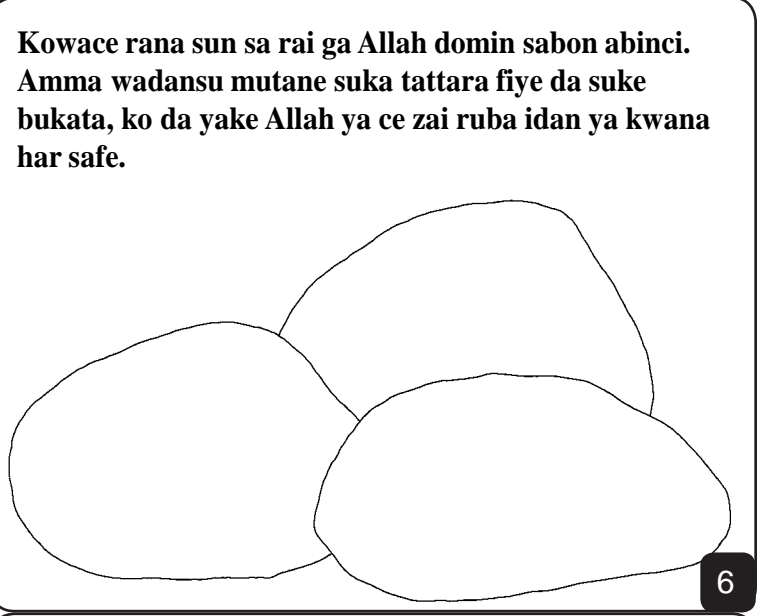 Kowace rana sun sa rai ga Allah domin sabon abinci.
Amma wadansu mutane suka tattara fiye da suke
bukata, ko da yake Allah ya ce zai ruba idan ya kwana
har safe.
6